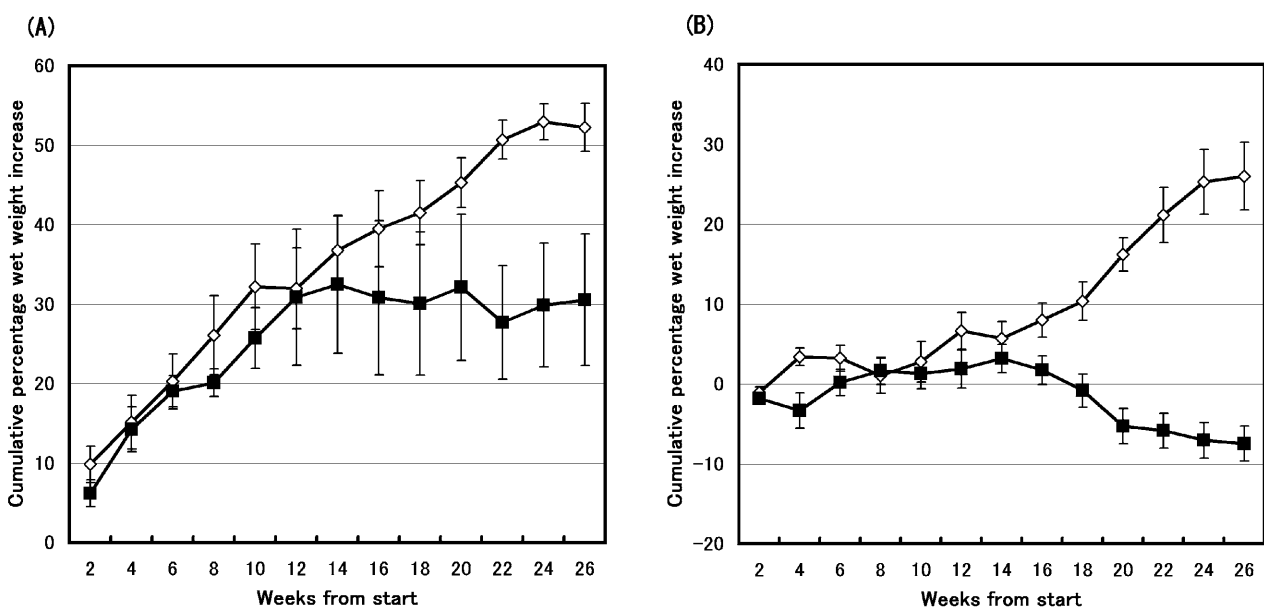 (A)
Cumulative percentage wet weight increase
60
50
40
30
20
10
0
2 4 6 8 10 12 14 16 18 20 22 24 26
Weeks from start
(B)
Cumulative percentage wet weight increase
40
30
20
10
0
-10
-20
2 4 6 8 10 12 14 16 18 20 22 24 26
Weeks from start